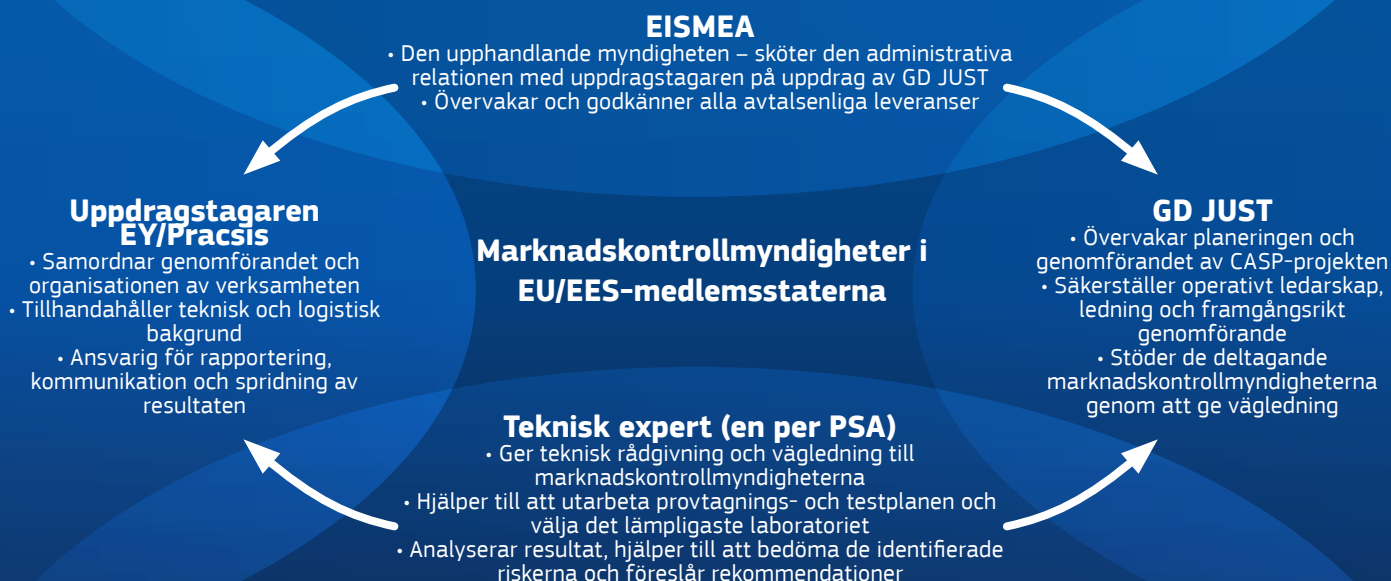 EISMEA
• Den upphandlande myndigheten – sköter den administrativa
relationen med uppdragstagaren på uppdrag av GD JUST
• Övervakar och godkänner alla avtalsenliga leveranser
Uppdragstagaren
EY/Pracsis
• Samordnar genomförandet och
organisationen av verksamheten
• Tillhandahåller teknisk och logistisk
bakgrund
• Ansvarig för rapportering,
kommunikation och spridning av
resultaten
Marknadskontrollmyndigheter i
EU/EES-medlemsstaterna
GD JUST
• Övervakar planeringen och
genomförandet av CASP-projekten
• Säkerställer operativt ledarskap,
ledning och framgångsrikt
genomförande
• Stöder de deltagande
marknadskontrollmyndigheterna
genom att ge vägledning
Teknisk expert (en per PSA)
• Ger teknisk rådgivning och vägledning till
marknadskontrollmyndigheterna
• Hjälper till att utarbeta provtagnings- och testplanen och
välja det lämpligaste laboratoriet
• Analyserar resultat, hjälper till att bedöma de identifierade
riskerna och föreslår rekommendationer